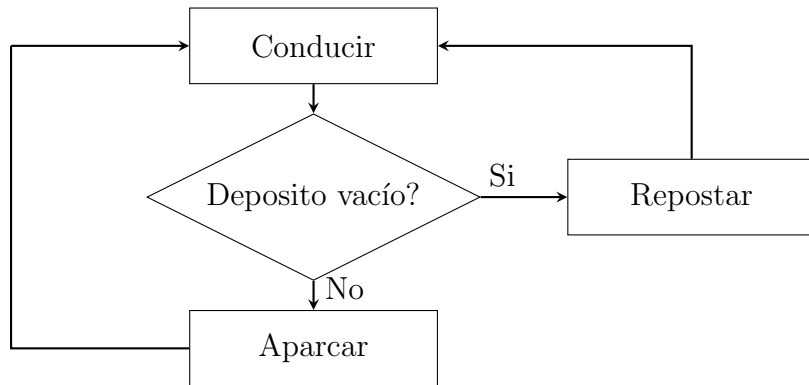 Conducir
Deposito vacío?
Si
Repostar
No
Aparcar